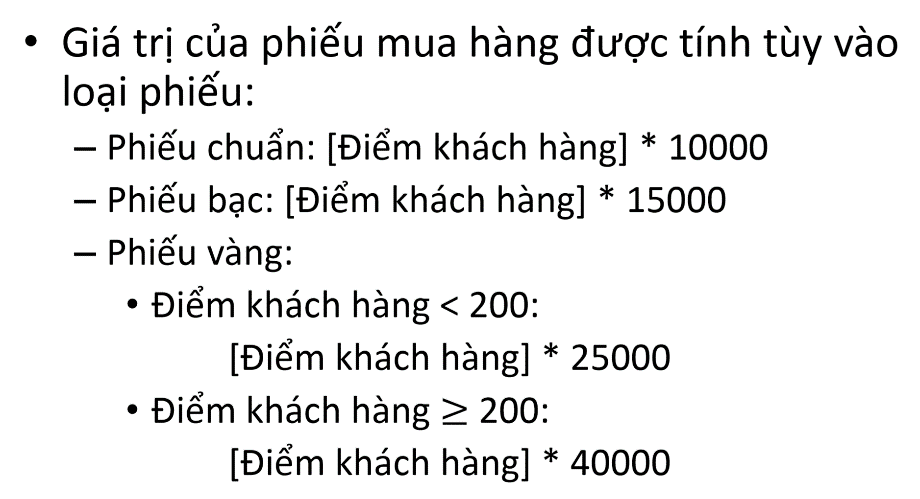 • Giá trị của phiếu mua hàng được tính tùy vào
loại phiếu:
– Phiếu chuẩn: [Điểm khách hàng] * 10000
– Phiếu bạc: [Điểm khách hàng] * 15000
– Phiếu vàng:
• Điểm khách hàng < 200:
[Điểm khách hàng] * 25000
• Điểm khách hàng ≥ 200:
[Điểm khách hàng] * 40000